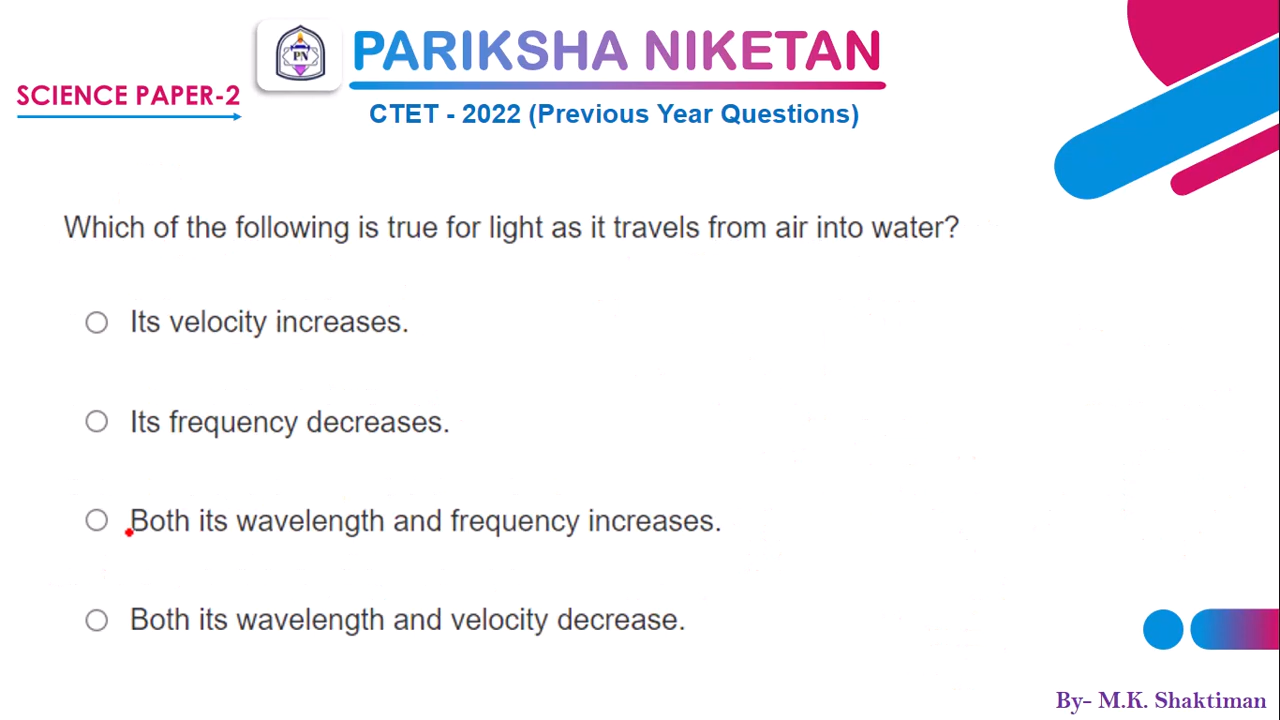 PARIKSHA NIKETAN
PN
SCIENCE PAPER-2
CTET - 2022 (Previous Year Questions)
Which of the following is true for light as it travels from air into water?
Its velocity increases.
Its frequency decreases.
Both its wavelength and frequency increases.
Both its wavelength and velocity decrease.
By- M.K. Shaktiman